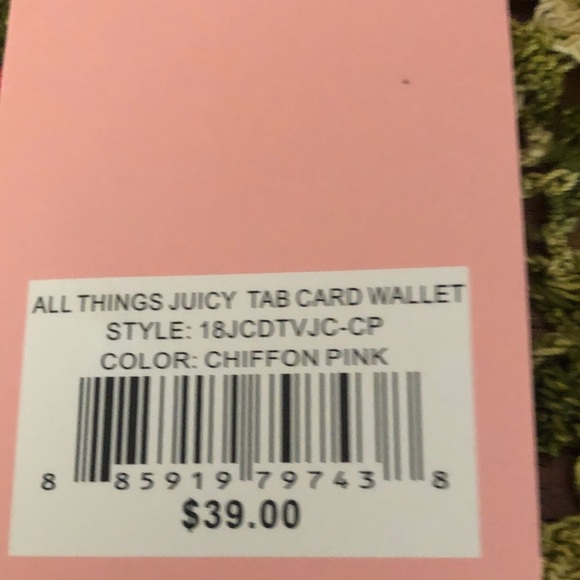 ALL THINGS JUICY TAB CARD WALLET
STYLE: 18JCDTVJC-CP
COLOR: CHIFFON PINK
8 85919 79743 8
$39.00